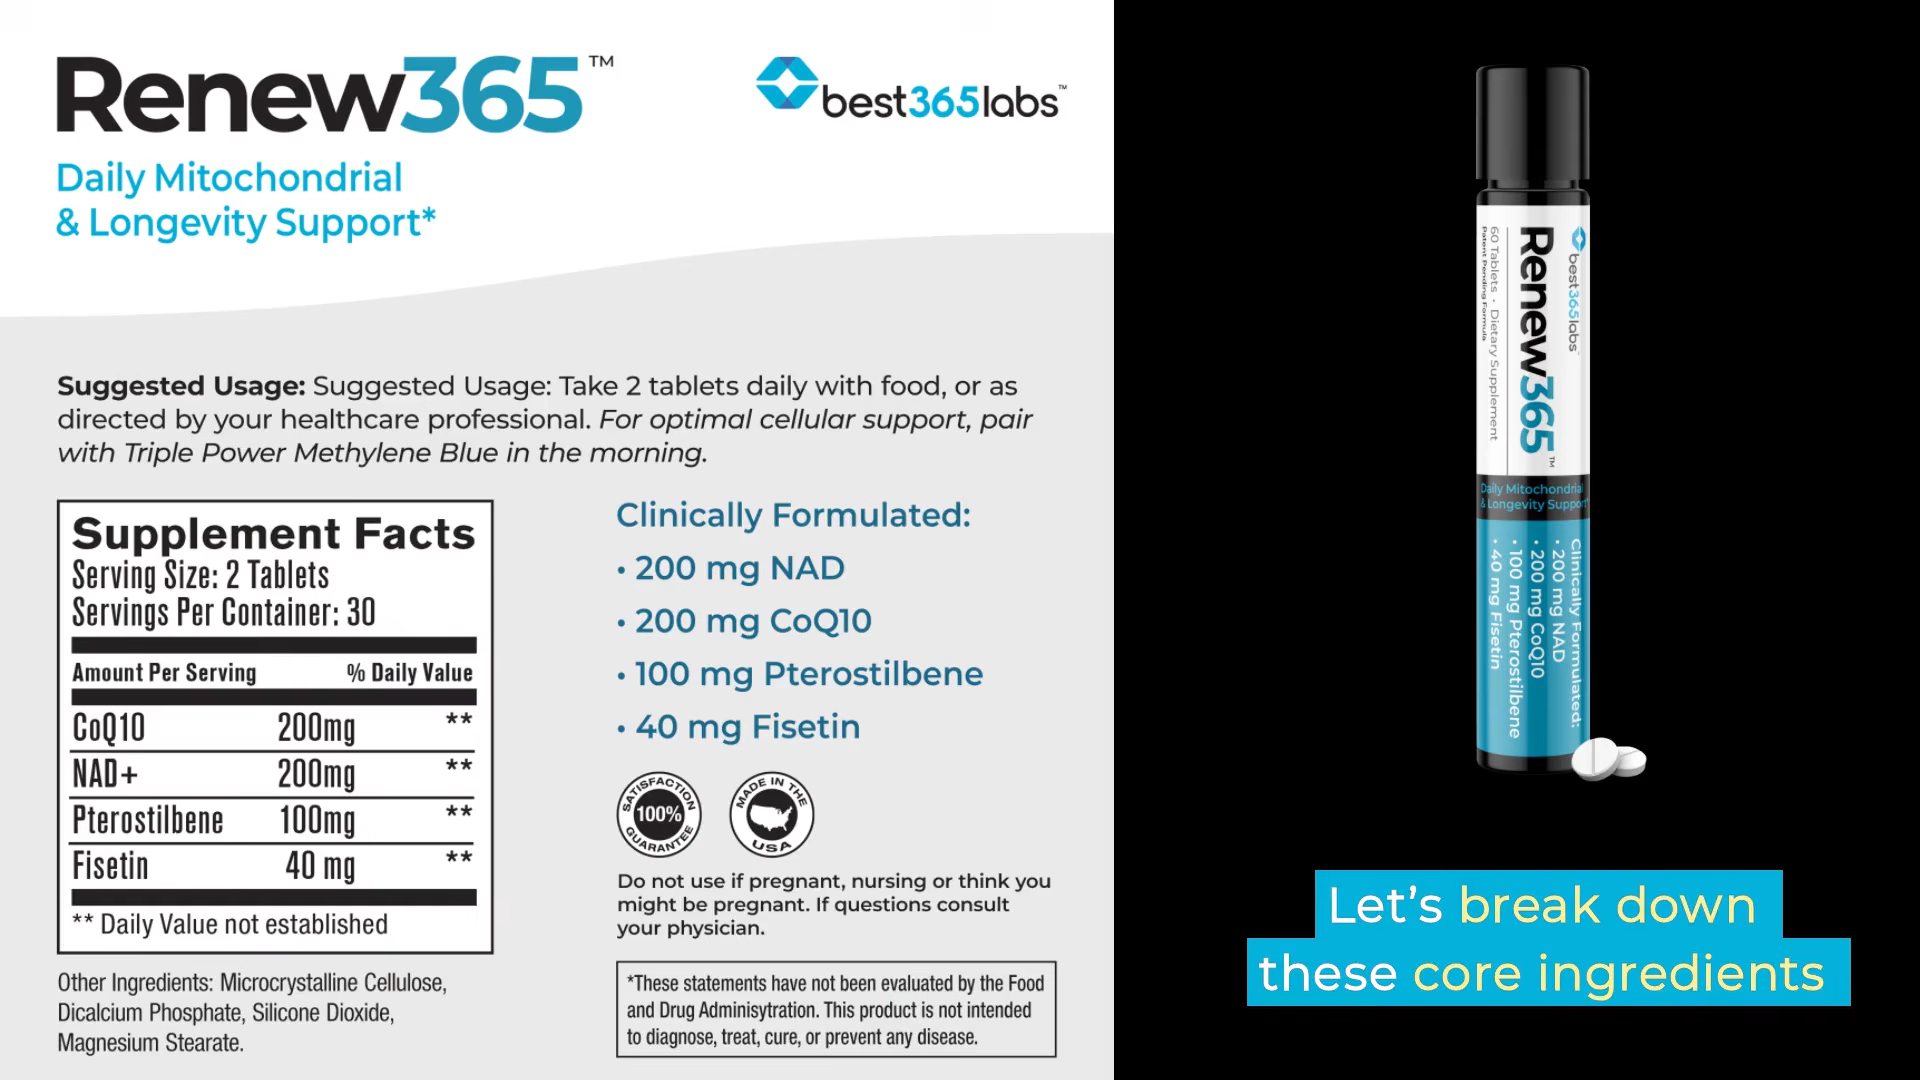 Renew365™
best365labs™
Daily Mitochondrial
& Longevity Support*
Suggested Usage: Suggested Usage: Take 2 tablets daily with food, or as
directed by your healthcare professional. For optimal cellular support, pair
with Triple Power Methylene Blue in the morning.
Supplement Facts
Serving Size: 2 Tablets
Servings Per Container: 30
Amount Per Serving % Daily Value
CoQ10 200mg **
NAD+ 200mg **
Pterostilbene 100mg **
Fisetin 40 mg **
** Daily Value not established
Other Ingredients: Microcrystalline Cellulose,
Dicalcium Phosphate, Silicone Dioxide,
Magnesium Stearate.
Clinically Formulated:
• 200 mg NAD
• 200 mg CoQ10
• 100 mg Pterostilbene
• 40 mg Fisetin
SATISFACTION
100%
GUARANTEE
MADE IN THE
USA
Do not use if pregnant, nursing or think you
might be pregnant. If questions consult
your physician.
*These statements have not been evaluated by the Food
and Drug Adminisytration. This product is not intended
to diagnose, treat, cure, or prevent any disease.
best365labs
Renew365™
60 Tablets • Dietary Supplement
Patent Pending Formula
Daily Mitochondrial
& Longevity Support*
Clinically Formulated:
• 200 mg NAD
• 200 mg CoQ10
• 100 mg Pterostilbene
• 40 mg Fisetin
Let's break down
these core ingredients